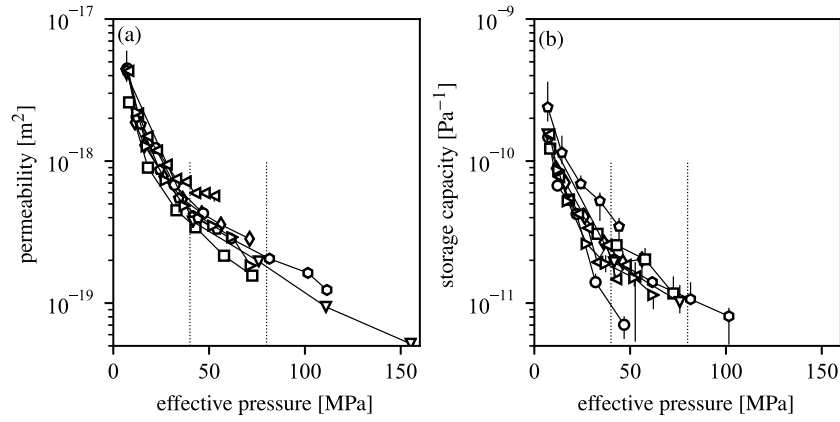 (a)
permeability [m²]
10⁻¹⁷
10⁻¹⁸
10⁻¹⁹
0 50 100 150
effective pressure [MPa]
(b)
storage capacity [Pa⁻¹]
10⁻⁹
10⁻¹⁰
10⁻¹¹
0 50 100 150
effective pressure [MPa]